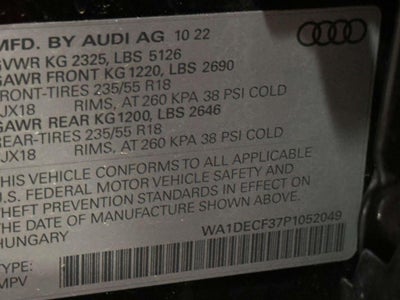 MFD. BY AUDI AG 10 22
GVWR KG 2325, LBS 5126
GAWR FRONT KG 1220, LBS 2690
FRONT-TIRES 235/55 R18
JX18 RIMS, AT 260 KPA 38 PSI COLD
GAWR REAR KG 1200, LBS 2646
REAR-TIRES 235/55 R18
JX18 RIMS, AT 260 KPA 38 PSI COLD
THIS VEHICLE CONFORMS TO ALL APPLICABLE
U.S. FEDERAL MOTOR VEHICLE SAFETY AND
THEFT PREVENTION STANDARDS IN EFFECT ON
THE DATE OF MANUFACTURE SHOWN ABOVE.
HUNGARY WA1DECF37P1052049
TYPE:
MPV